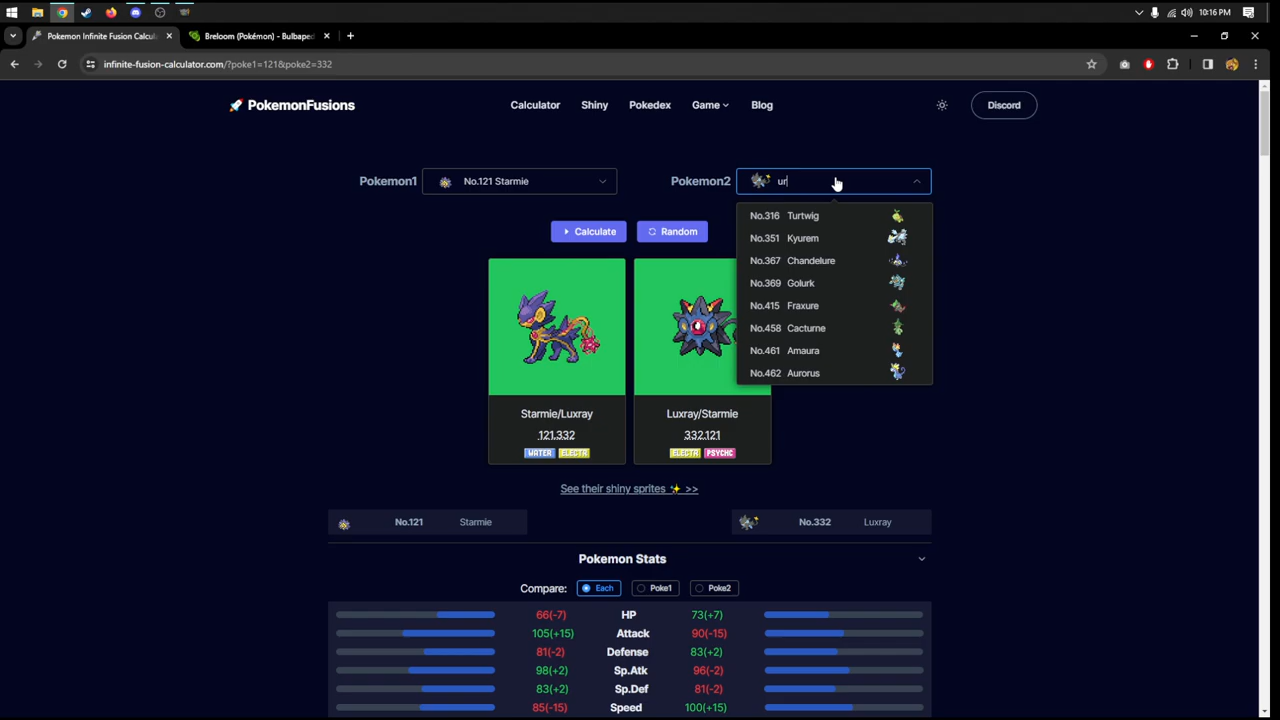 10:16 PM
Pokemon Infinite Fusion Calcul
Breloom (Pokémon) - Bulbaped
infinite-fusion-calculator.com/?poke1=121&poke2=332
PokemonFusions
Calculator Shiny Pokedex Game Blog
Discord
Pokemon1 No.121 Starmie
Pokemon2 ur
No.316 Turtwig
No.351 Kyurem
No.367 Chandelure
No.369 Golurk
No.415 Fraxure
No.458 Cacturne
No.461 Amaura
No.462 Aurorus
Calculate Random
Starmie/Luxray Luxray/Starmie
121.332 332.121
WATER ELECTR ELECTR PSYCHC
See their shiny sprites ✨ >>
No.121 Starmie No.332 Luxray
Pokemon Stats
Compare: Each Poke1 Poke2
66(-7) HP 73(+7)
105(+15) Attack 90(-15)
81(-2) Defense 83(+2)
98(+2) Sp.Atk 96(-2)
83(+2) Sp.Def 81(-2)
85(-15) Speed 100(+15)